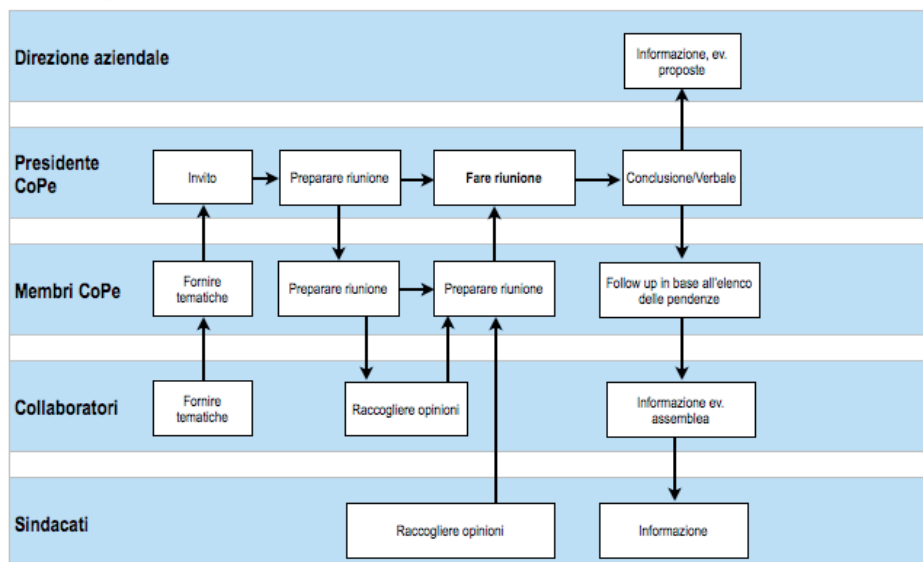 Direzione aziendale
Informazione, ev.
proposte
Presidente
CoPe
Invito
Preparare riunione
Fare riunione
Conclusione/Verbale
Membri CoPe
Fornire
tematiche
Preparare riunione
Preparare riunione
Follow up in base all'elenco
delle pendenze
Collaboratori
Fornire
tematiche
Raccogliere opinioni
Informazione ev.
assemblea
Sindacati
Raccogliere opinioni
Informazione